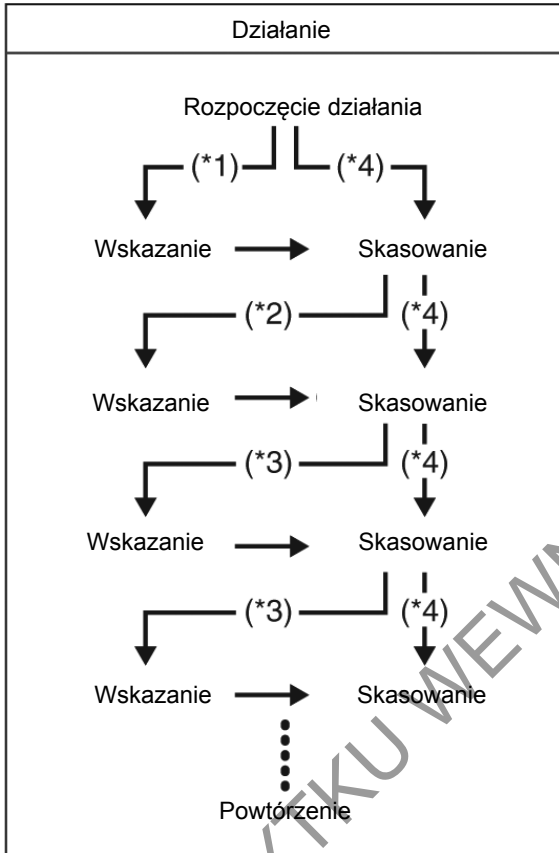 Działanie
Rozpoczęcie działania
(*1) (*4)
Wskazanie Skasowanie
(*2) (*4)
Wskazanie Skasowanie
(*3) (*4)
Wskazanie Skasowanie
(*3) (*4)
Wskazanie Skasowanie
Powtórzenie